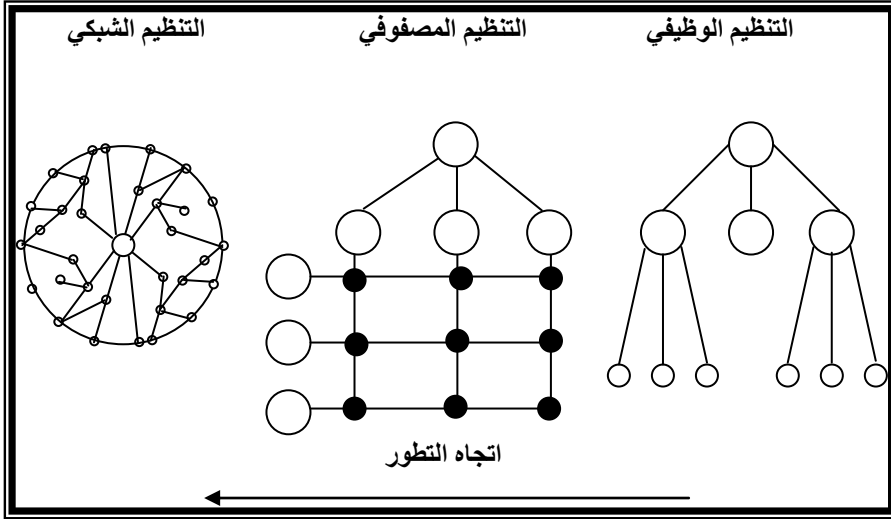 التنظيم الوظيفي
التنظيم المصفوفي
التنظيم الشبكي
اتجاه التطور